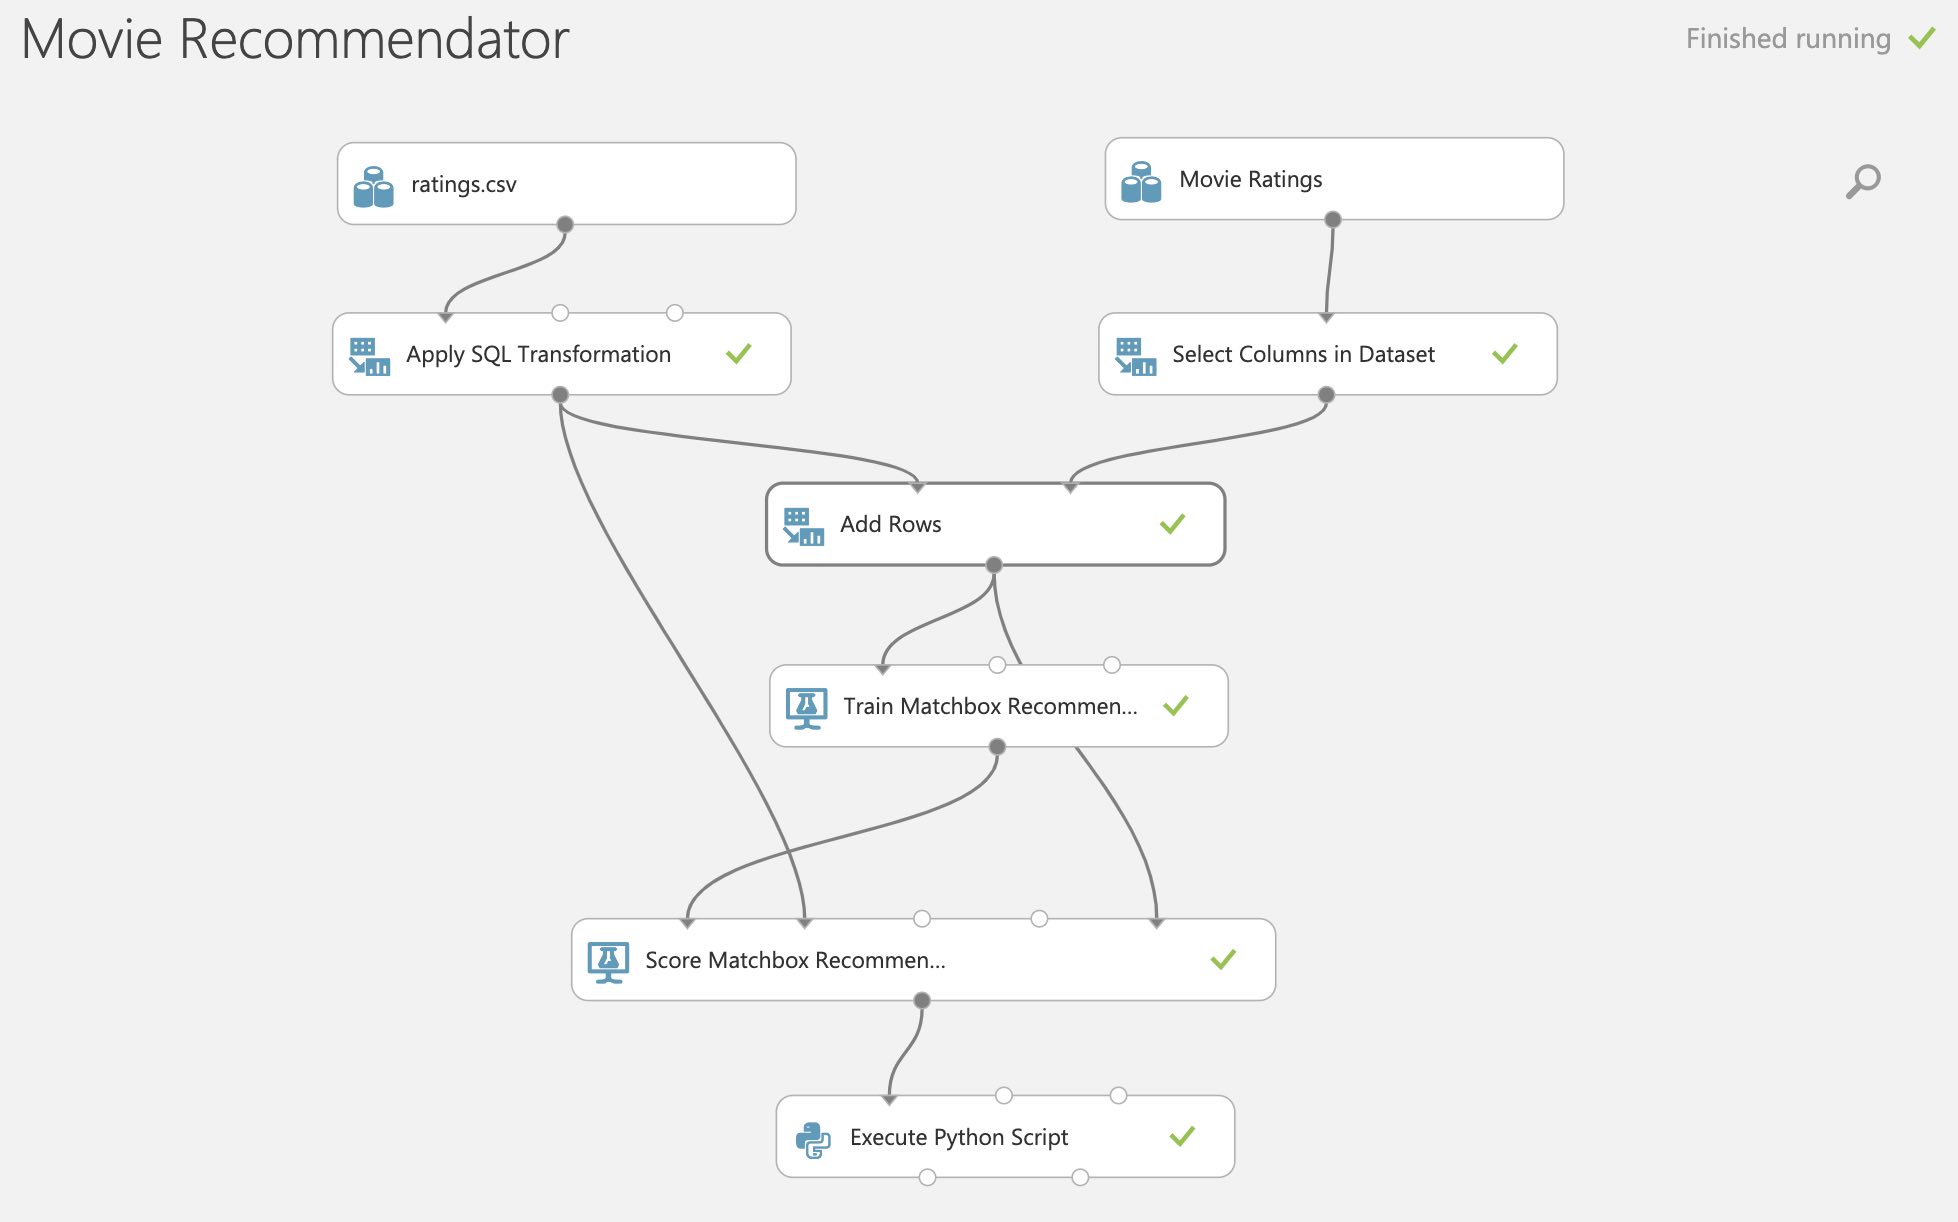 Movie Recommendator
Finished running
ratings.csv
Movie Ratings
Apply SQL Transformation
Select Columns in Dataset
Add Rows
Train Matchbox Recommen...
Score Matchbox Recommen...
Execute Python Script